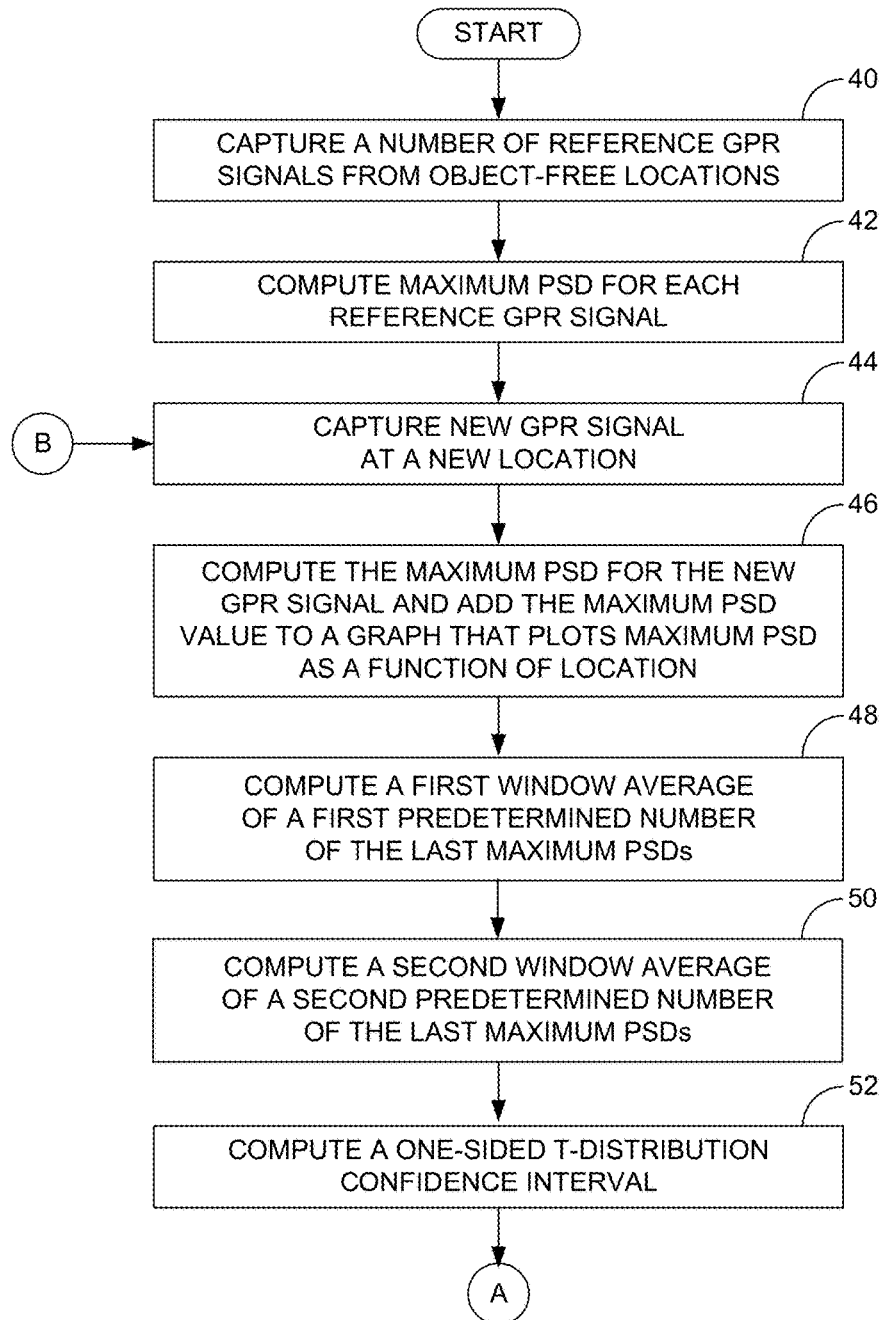 START
40
CAPTURE A NUMBER OF REFERENCE GPR
SIGNALS FROM OBJECT-FREE LOCATIONS
42
COMPUTE MAXIMUM PSD FOR EACH
REFERENCE GPR SIGNAL
44
B
CAPTURE NEW GPR SIGNAL
AT A NEW LOCATION
46
COMPUTE THE MAXIMUM PSD FOR THE NEW
GPR SIGNAL AND ADD THE MAXIMUM PSD
VALUE TO A GRAPH THAT PLOTS MAXIMUM PSD
AS A FUNCTION OF LOCATION
48
COMPUTE A FIRST WINDOW AVERAGE
OF A FIRST PREDETERMINED NUMBER
OF THE LAST MAXIMUM PSDs
50
COMPUTE A SECOND WINDOW AVERAGE
OF A SECOND PREDETERMINED NUMBER
OF THE LAST MAXIMUM PSDs
52
COMPUTE A ONE-SIDED T-DISTRIBUTION
CONFIDENCE INTERVAL
A